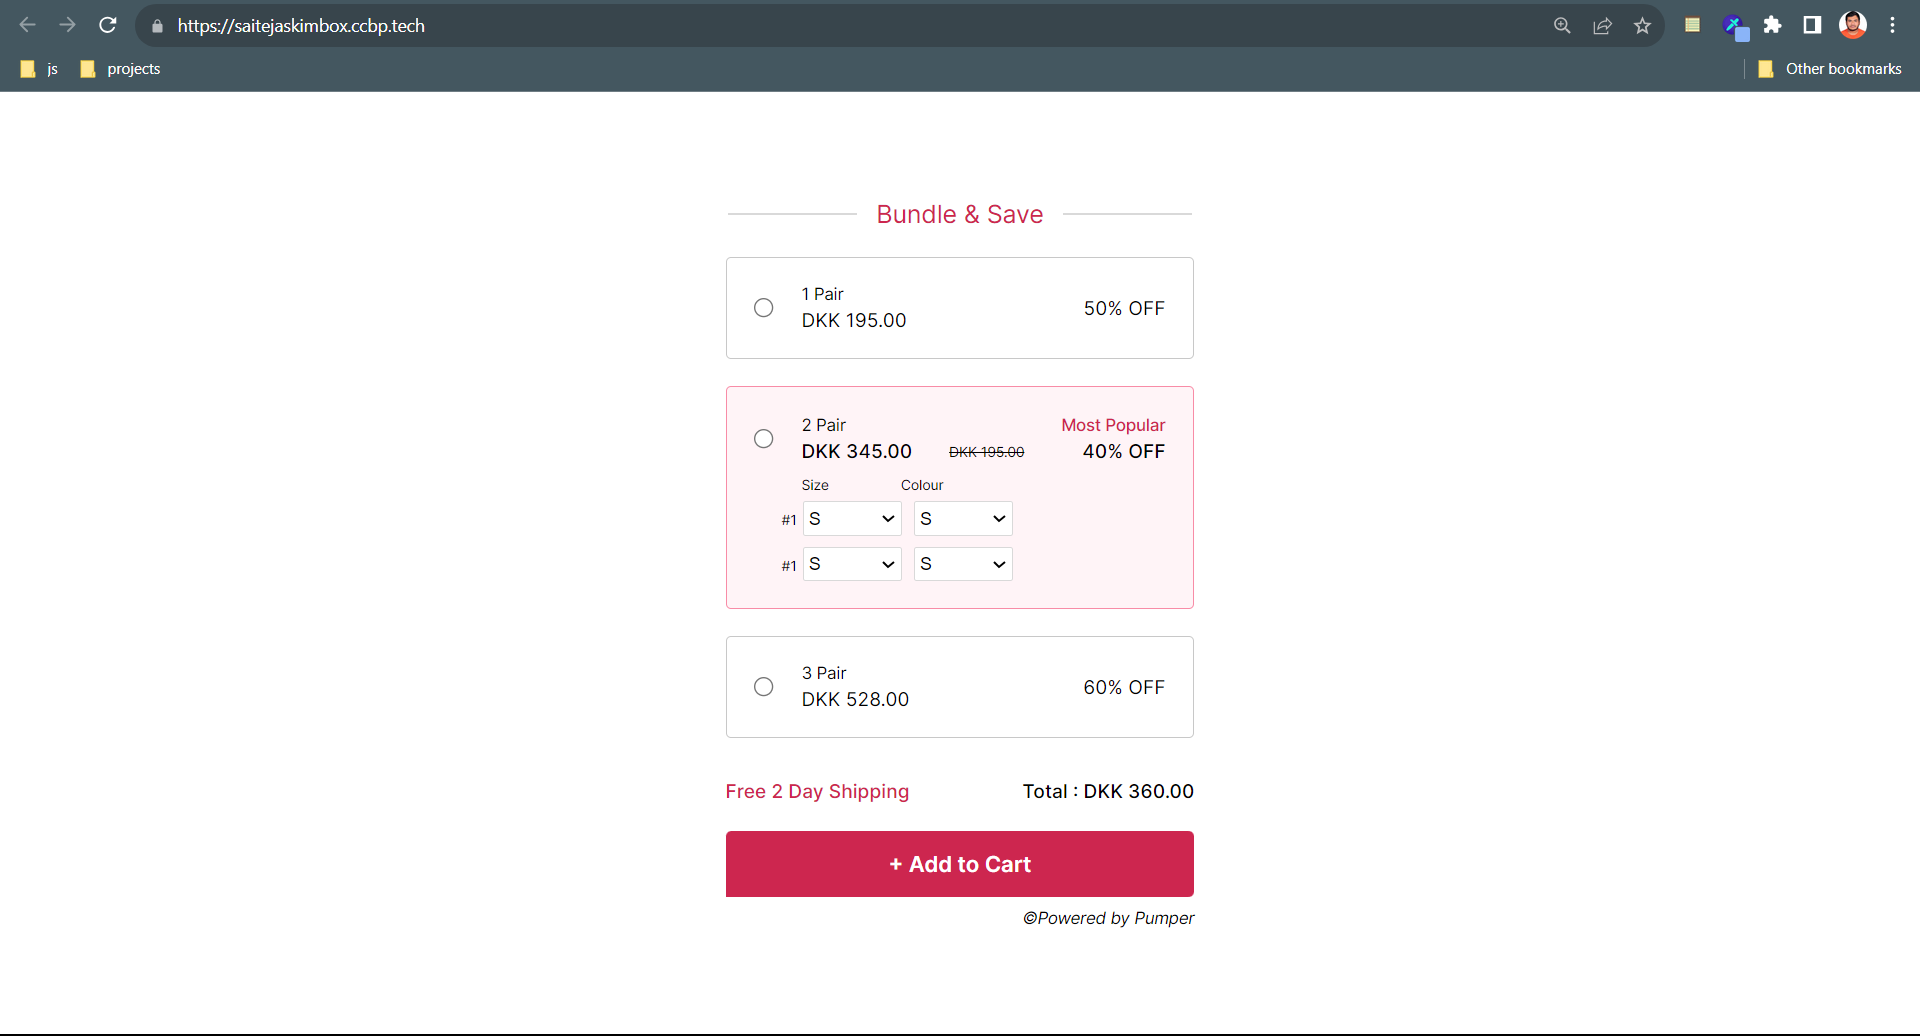 https://saitejaskimbox.ccbp.tech
js projects Other bookmarks
Bundle & Save
1 Pair
DKK 195.00
50% OFF
2 Pair
Most Popular
DKK 345.00 DKK 195.00 40% OFF
Size Colour
#1 S S
#1 S S
3 Pair
DKK 528.00
60% OFF
Free 2 Day Shipping Total : DKK 360.00
+ Add to Cart
©Powered by Pumper